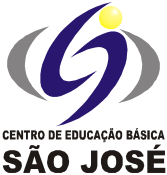 CENTRO DE EDUCAÇÃO BÁSICA
SÃO JOSÉ